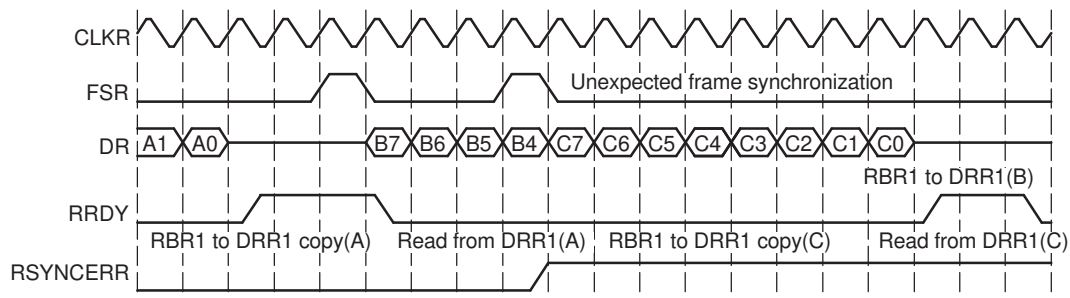 CLKR
FSR
Unexpected frame synchronization
DR A1 A0 B7 B6 B5 B4 C7 C6 C5 C4 C3 C2 C1 C0
RBR1 to DRR1(B)
RRDY
RBR1 to DRR1 copy(A) Read from DRR1(A) RBR1 to DRR1 copy(C) Read from DRR1(C)
RSYNCERR